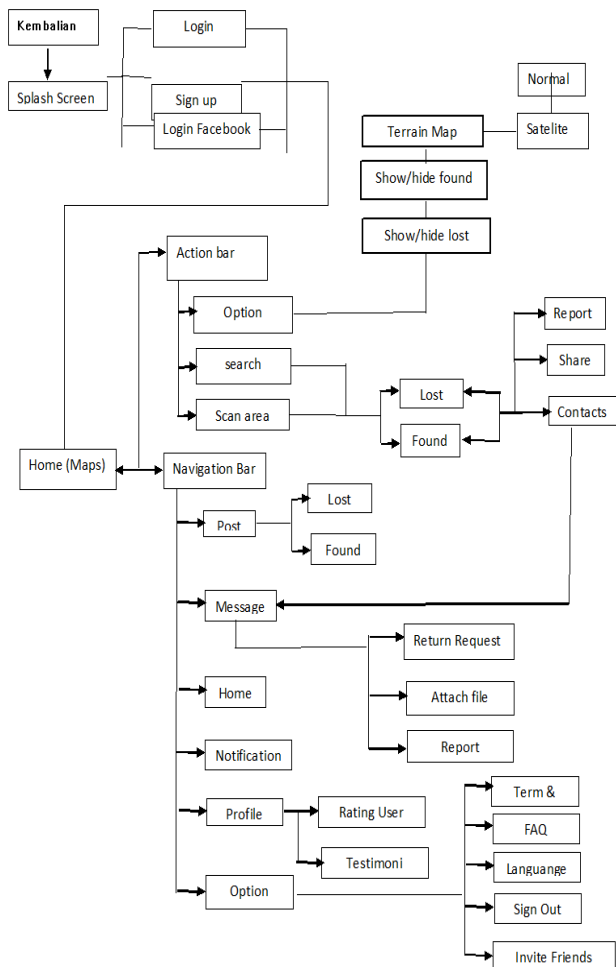 Kembalian
Login
Splash Screen
Sign up
Login Facebook
Normal
Terrain Map
Satelite
Show/hide found
Show/hide lost
Action bar
Option
search
Scan area
Report
Share
Lost
Contacts
Found
Home (Maps)
Navigation Bar
Post
Lost
Found
Message
Return Request
Attach file
Report
Home
Notification
Profile
Rating User
Testimoni
Option
Term &
FAQ
Languange
Sign Out
Invite Friends